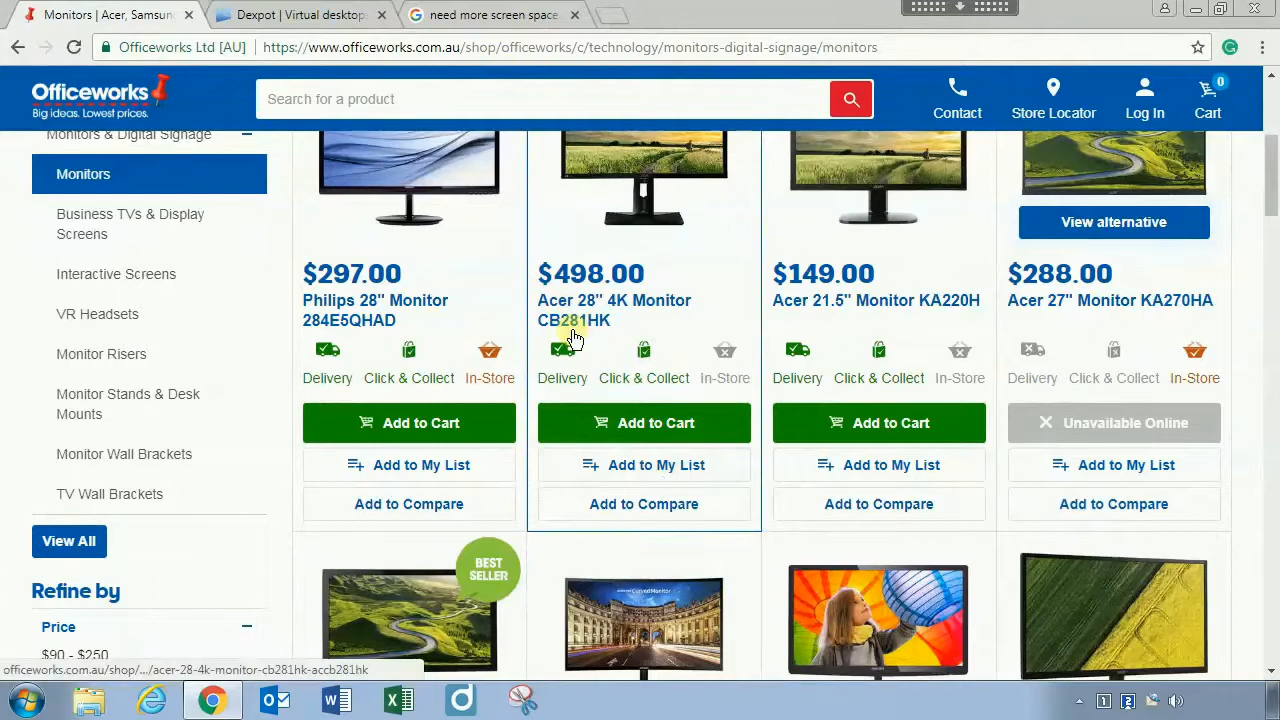 Monitors | Acer, Samsun
Dexpot | Virtual desktops
need more screen space
Officeworks Ltd [AU]
https://www.officeworks.com.au/shop/officeworks/c/technology/monitors-digital-signage/monitors
Officeworks
Big ideas. Lowest prices.
Search for a product
Contact
Store Locator
Log In
0
Cart
Monitors & Digital Signage
Monitors
Business TVs & Display
Screens
Interactive Screens
VR Headsets
Monitor Risers
Monitor Stands & Desk
Mounts
Monitor Wall Brackets
TV Wall Brackets
View All
Refine by
Price
$90 - $250
$297.00
Philips 28" Monitor
284E5QHAD
Delivery
Click & Collect
In-Store
Add to Cart
Add to My List
Add to Compare
$498.00
Acer 28" 4K Monitor
CB281HK
Delivery
Click & Collect
In-Store
Add to Cart
Add to My List
Add to Compare
$149.00
Acer 21.5" Monitor KA220H
Delivery
Click & Collect
In-Store
Add to Cart
Add to My List
Add to Compare
View alternative
$288.00
Acer 27" Monitor KA270HA
Delivery
Click & Collect
In-Store
Unavailable Online
Add to My List
Add to Compare
BEST
SELLER
officeworks.com.au/shop/.../acer-28-4k-monitor-cb281hk-accb281hk
1
2